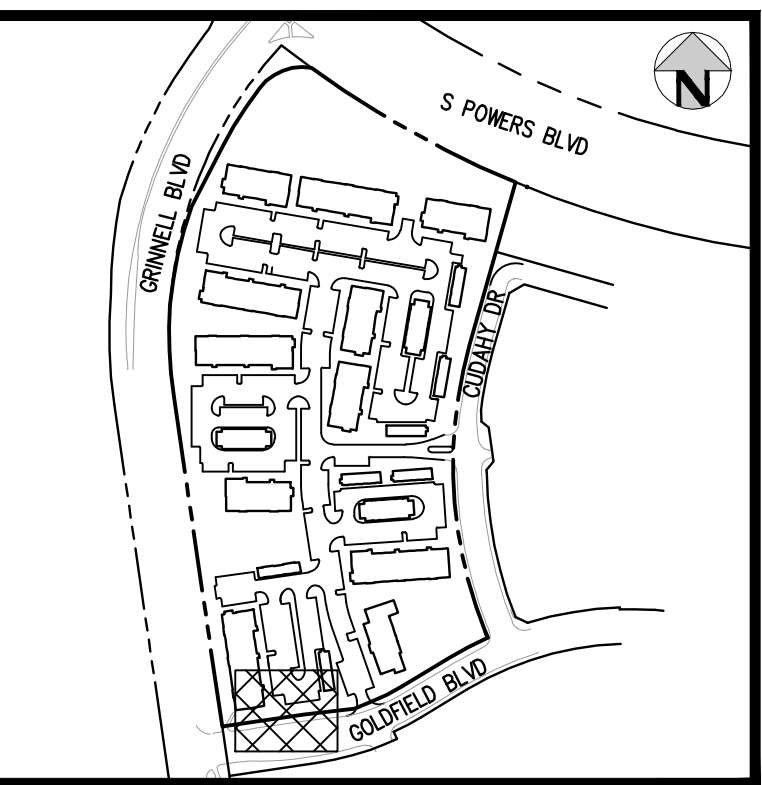 N
S POWERS BLVD
GRINNELL BLVD
CUDAHY DR
GOLDFIELD BLVD